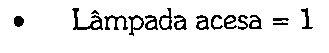 • Lâmpada acesa = 1